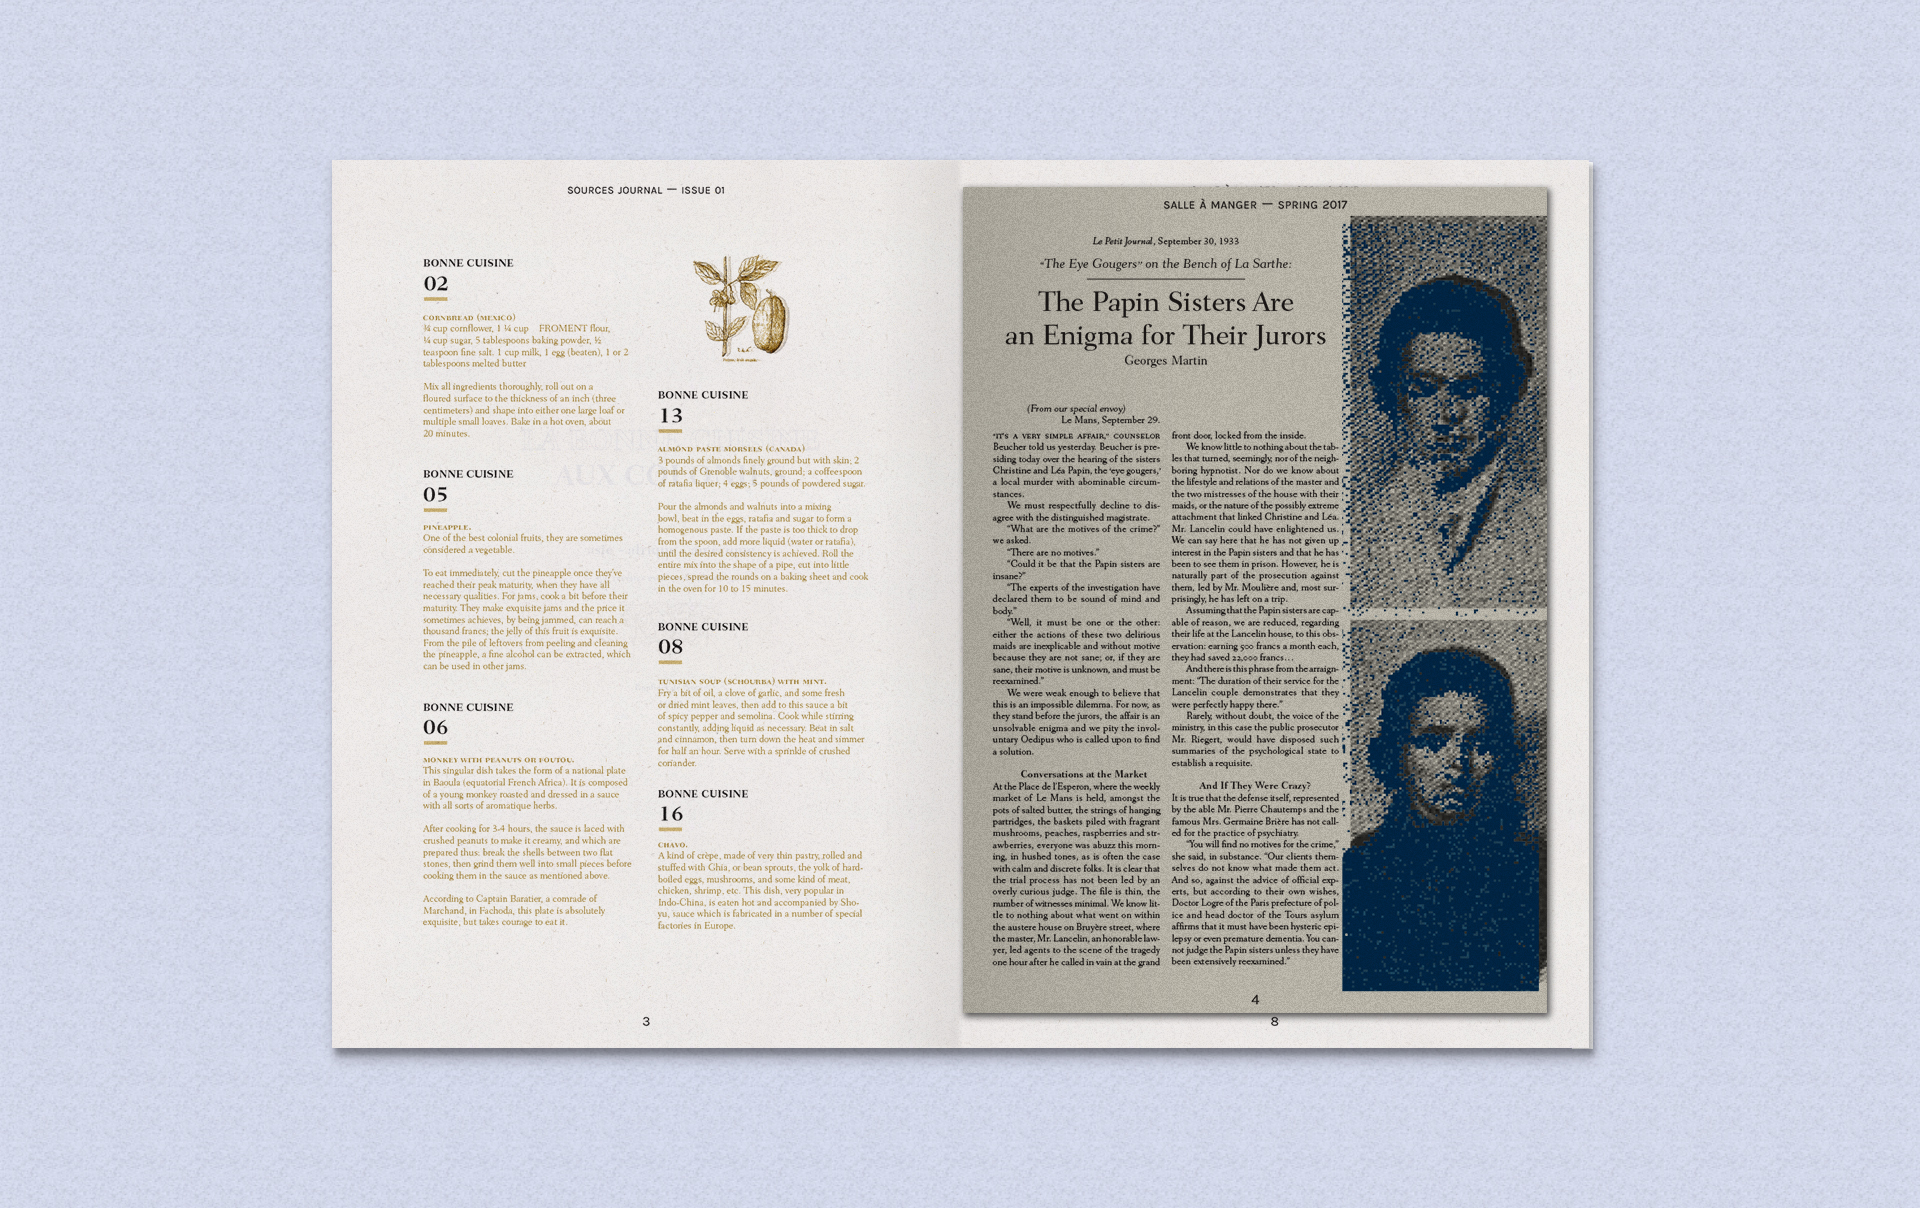 SOURCES JOURNAL — ISSUE 01
BONNE CUISINE
02
CORNBREAD (MEXICO)
¾ cup cornflower, 1 ¼ cup FROMENT flour,
¼ cup sugar, 5 tablespoons baking powder, ½
teaspoon fine salt. 1 cup milk, 1 egg (beaten), 1 or 2
tablespoons melted butter
Mix all ingredients thoroughly, roll out on a
floured surface to the thickness of an inch (three
centimeters) and shape into either one large loaf or
multiple small loaves. Bake in a hot oven, about
20 minutes.
BONNE CUISINE
05
PINEAPPLE.
One of the best colonial fruits, they are sometimes
considered a vegetable.
To eat immediately, cut the pineapple once they've
reached their peak maturity, when they have all
necessary qualities. For jams, cook a bit before their
maturity. They make exquisite jams and the price it
sometimes achieves, by being jammed, can reach a
thousand francs; the jelly of this fruit is exquisite.
From the pile of leftovers from peeling and cleaning
the pineapple, a fine alcohol can be extracted, which
can be used in other jams.
BONNE CUISINE
06
MONKEY WITH PEANUTS OR FOUTOU.
This singular dish takes the form of a national plate
in Baoula (equatorial French Africa). It is composed
of a young monkey roasted and dressed in a sauce
with all sorts of aromatique herbs.
After cooking for 3-4 hours, the sauce is laced with
crushed peanuts to make it creamy, and which are
prepared thus: break the shells between two flat
stones, then grind them well into small pieces before
cooking them in the sauce as mentioned above.
According to Captain Baratier, a comrade of
Marchand, in Fachoda, this plate is absolutely
exquisite, but takes courage to eat it.
BONNE CUISINE
13
ALMOND PASTE MORSELS (CANADA)
3 pounds of almonds finely ground but with skin; 2
pounds of Grenoble walnuts, ground; a coffeespoon
of ratafia liquer; 4 eggs; 5 pounds of powdered sugar.
Pour the almonds and walnuts into a mixing
bowl, beat in the eggs, ratafia and sugar to form a
homogenous paste. If the paste is too thick to drop
from the spoon, add more liquid (water or ratafia),
until the desired consistency is achieved. Roll the
entire mix into the shape of a pipe, cut into little
pieces, spread the rounds on a baking sheet and cook
in the oven for 10 to 15 minutes.
BONNE CUISINE
08
TUNISIAN SOUP (SCHOURBA) WITH MINT.
Fry a bit of oil, a clove of garlic, and some fresh
or dried mint leaves, then add to this sauce a bit
of spicy pepper and semolina. Cook while stirring
constantly, adding liquid as necessary. Beat in salt
and cinnamon, then turn down the heat and simmer
for half an hour. Serve with a sprinkle of crushed
coriander.
BONNE CUISINE
16
CHAVO.
A kind of crêpe, made of very thin pastry, rolled and
stuffed with Ghia, or bean sprouts, the yolk of hard-
boiled eggs, mushrooms, and some kind of meat,
chicken, shrimp, etc. This dish, very popular in
Indo-China, is eaten hot and accompanied by Sho-
yu, sauce which is fabricated in a number of special
factories in Europe.
3
SALLE À MANGER — SPRING 2017
Le Petit Journal, September 30, 1933
"The Eye Gougers" on the Bench of La Sarthe:
The Papin Sisters Are
an Enigma for Their Jurors
Georges Martin
(From our special envoy)
Le Mans, September 29.
"IT'S A VERY SIMPLE AFFAIR," COUNSELOR
Beucher told us yesterday. Beucher is pre-
siding today over the hearing of the sisters
Christine and Léa Papin, the 'eye gougers,'
a local murder with abominable circum-
stances.
We must respectfully decline to dis-
agree with the distinguished magistrate.
"What are the motives of the crime?"
we asked.
"There are no motives."
"Could it be that the Papin sisters are
insane?"
"The experts of the investigation have
declared them to be sound of mind and
body."
"Well, it must be one or the other:
either the actions of these two delirious
maids are inexplicable and without motive
because they are not sane; or, if they are
sane, their motive is unknown, and must be
reexamined."
We were weak enough to believe that
this is an impossible dilemma. For now, as
they stand before the jurors, the affair is an
unsolvable enigma and we pity the invol-
untary Oedipus who is called upon to find
a solution.
Conversations at the Market
At the Place de l'Esperon, where the weekly
market of Le Mans is held, amongst the
pots of salted butter, the strings of hanging
partridges, the baskets piled with fragrant
mushrooms, peaches, raspberries and str-
awberries, everyone was abuzz this morn-
ing, in hushed tones, as is often the case
with calm and discrete folks. It is clear that
the trial process has not been led by an
overly curious judge. The file is thin, the
number of witnesses minimal. We know lit-
tle to nothing about what went on within
the austere house on Bruyère street, where
the master, Mr. Lancelin, an honorable law-
yer, led agents to the scene of the tragedy
one hour after he called in vain at the grand
front door, locked from the inside.
We know little to nothing about the tab-
les that turned, seemingly, nor of the neigh-
boring hypnotist. Nor do we know about
the lifestyle and relations of the master and
the two mistresses of the house with their
maids, or the nature of the possibly extreme
attachment that linked Christine and Léa.
Mr. Lancelin could have enlightened us.
We can say here that he has not given up
interest in the Papin sisters and that he has
been to see them in prison. However, he is
naturally part of the prosecution against
them, led by Mr. Moulière and, most sur-
prisingly, he has left on a trip.
Assuming that the Papin sisters are cap-
able of reason, we are reduced, regarding
their life at the Lancelin house, to this obs-
ervation: earning 500 francs a month each,
they had saved 22,000 francs…
And there is this phrase from the arraign-
ment: "The duration of their service for the
Lancelin couple demonstrates that they
were perfectly happy there."
Rarely, without doubt, the voice of the
ministry, in this case the public prosecutor
Mr. Riegert, would have disposed such
summaries of the psychological state to
establish a requisite.
And If They Were Crazy?
It is true that the defense itself, represented
by the able Mr. Pierre Chautemps and the
famous Mrs. Germaine Brière has not call-
ed for the practice of psychiatry.
"You will find no motives for the crime,"
she said, in substance. "Our clients them-
selves do not know what made them act.
And so, against the advice of official exp-
erts, but according to their own wishes,
Doctor Logre of the Paris prefecture of pol-
ice and head doctor of the Tours asylum
affirms that it must have been hysteric epi-
lepsy or even premature dementia. You can-
not judge the Papin sisters unless they have
been extensively reexamined."
4
8